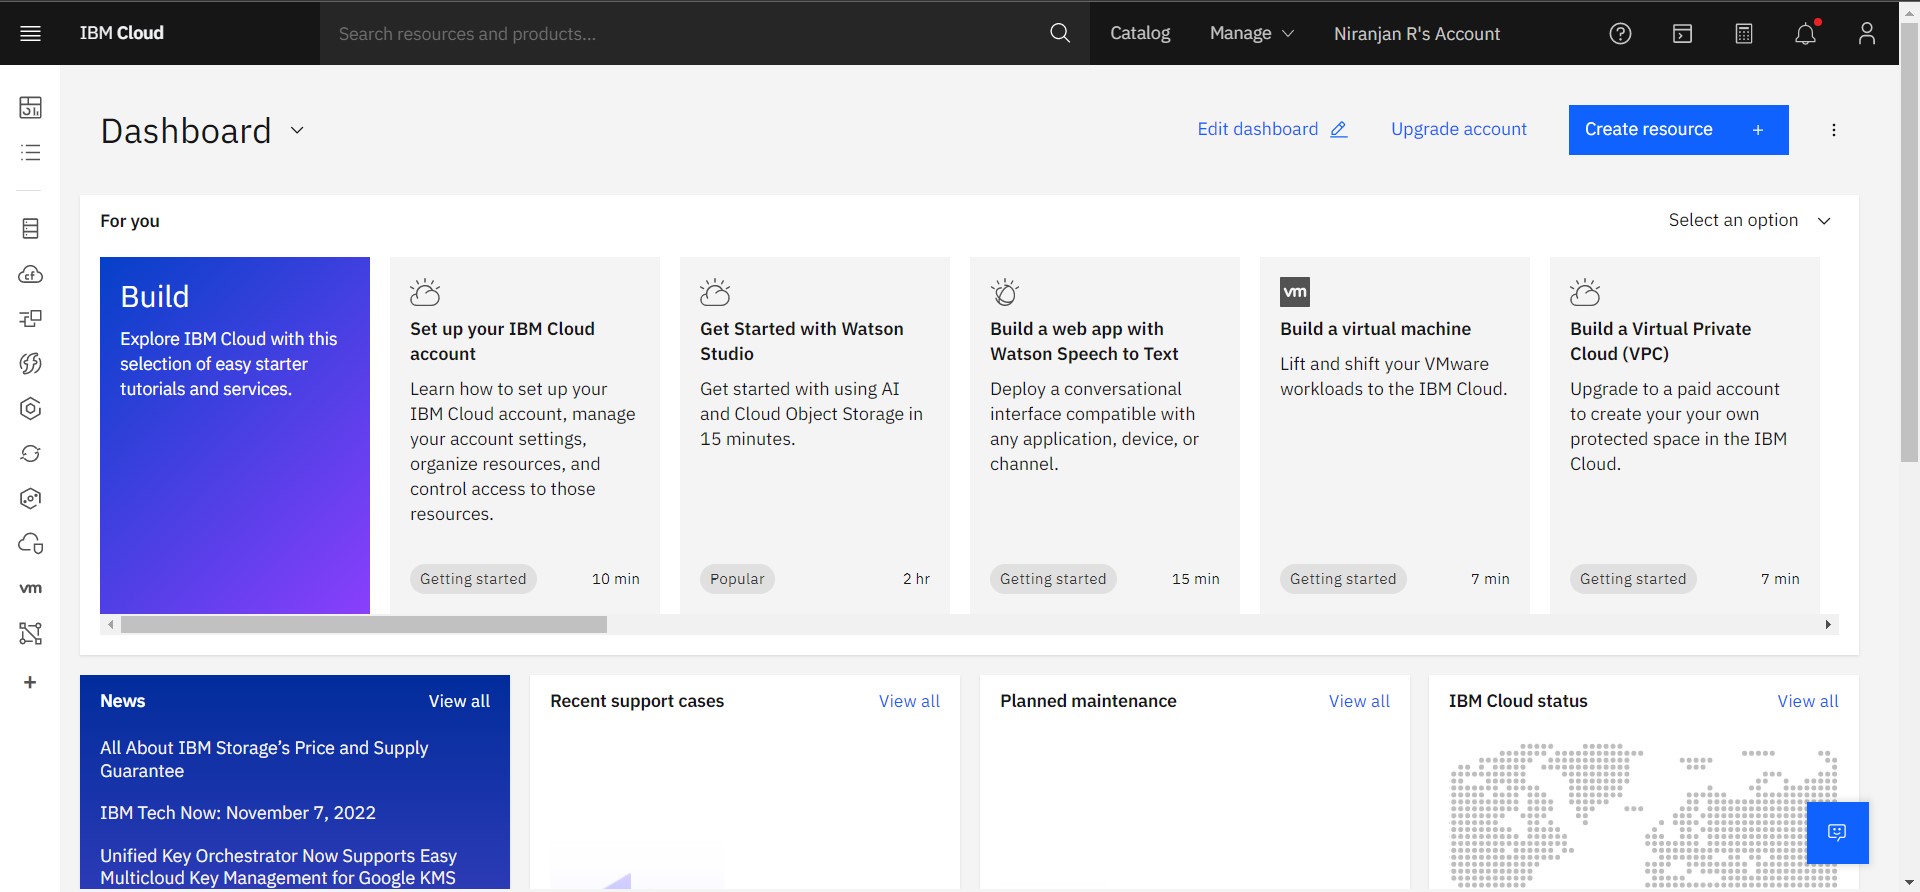 IBM Cloud
Search resources and products...
Catalog
Manage
Niranjan R's Account
Dashboard
Edit dashboard
Upgrade account
Create resource +
For you
Select an option
Build
Explore IBM Cloud with this
selection of easy starter
tutorials and services.
Set up your IBM Cloud
account
Learn how to set up your
IBM Cloud account, manage
your account settings,
organize resources, and
control access to those
resources.
Getting started
10 min
Get Started with Watson
Studio
Get started with using AI
and Cloud Object Storage in
15 minutes.
Popular
2 hr
Build a web app with
Watson Speech to Text
Deploy a conversational
interface compatible with
any application, device, or
channel.
Getting started
15 min
vm
Build a virtual machine
Lift and shift your VMware
workloads to the IBM Cloud.
Getting started
7 min
Build a Virtual Private
Cloud (VPC)
Upgrade to a paid account
to create your your own
protected space in the IBM
Cloud.
Getting started
7 min
cf
vm
+
News
View all
All About IBM Storage’s Price and Supply
Guarantee
IBM Tech Now: November 7, 2022
Unified Key Orchestrator Now Supports Easy
Multicloud Key Management for Google KMS
Recent support cases
View all
Planned maintenance
View all
IBM Cloud status
View all